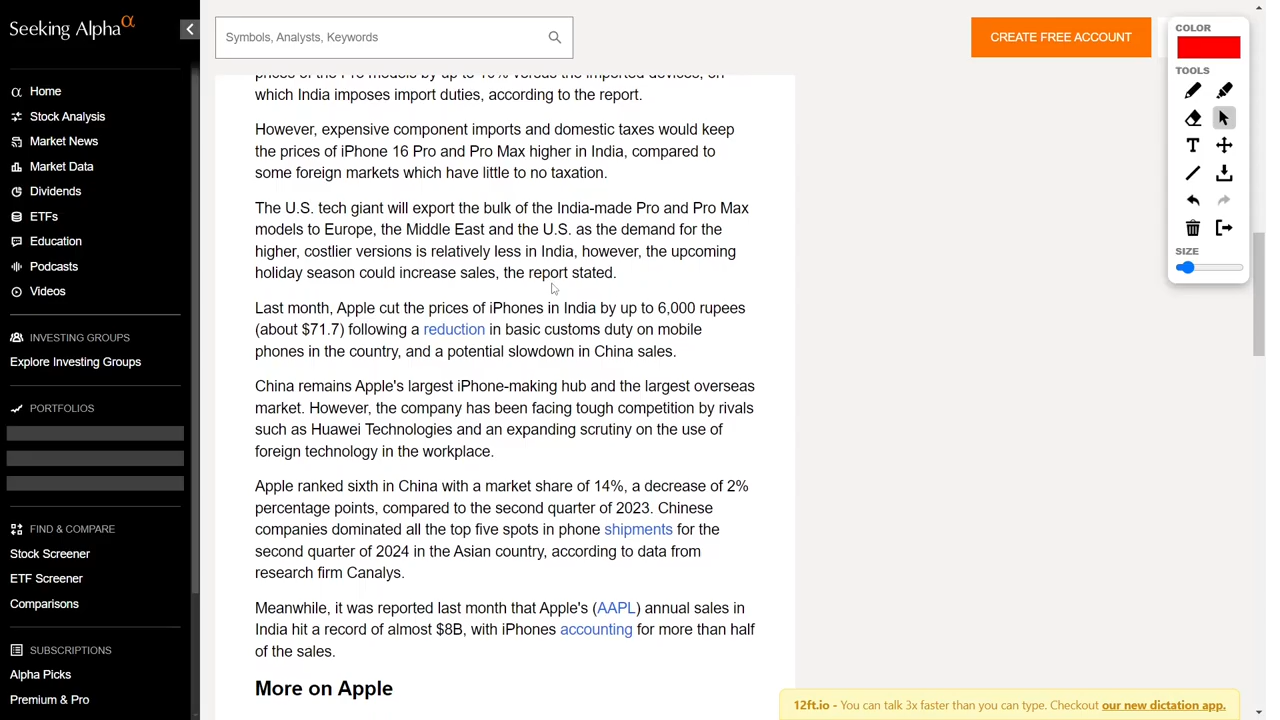 Seeking Alpha α
Symbols, Analysts, Keywords
CREATE FREE ACCOUNT
Home
Stock Analysis
Market News
Market Data
Dividends
ETFs
Education
Podcasts
Videos
INVESTING GROUPS
Explore Investing Groups
PORTFOLIOS
FIND & COMPARE
Stock Screener
ETF Screener
Comparisons
SUBSCRIPTIONS
Alpha Picks
Premium & Pro
prices of the Pro models by up to 10% versus the imported devices, on
which India imposes import duties, according to the report.
However, expensive component imports and domestic taxes would keep
the prices of iPhone 16 Pro and Pro Max higher in India, compared to
some foreign markets which have little to no taxation.
The U.S. tech giant will export the bulk of the India-made Pro and Pro Max
models to Europe, the Middle East and the U.S. as the demand for the
higher, costlier versions is relatively less in India, however, the upcoming
holiday season could increase sales, the report stated.
Last month, Apple cut the prices of iPhones in India by up to 6,000 rupees
(about $71.7) following a reduction in basic customs duty on mobile
phones in the country, and a potential slowdown in China sales.
China remains Apple's largest iPhone-making hub and the largest overseas
market. However, the company has been facing tough competition by rivals
such as Huawei Technologies and an expanding scrutiny on the use of
foreign technology in the workplace.
Apple ranked sixth in China with a market share of 14%, a decrease of 2%
percentage points, compared to the second quarter of 2023. Chinese
companies dominated all the top five spots in phone shipments for the
second quarter of 2024 in the Asian country, according to data from
research firm Canalys.
Meanwhile, it was reported last month that Apple's (AAPL) annual sales in
India hit a record of almost $8B, with iPhones accounting for more than half
of the sales.
More on Apple
COLOR
TOOLS
T
SIZE
12ft.io - You can talk 3x faster than you can type. Checkout our new dictation app.